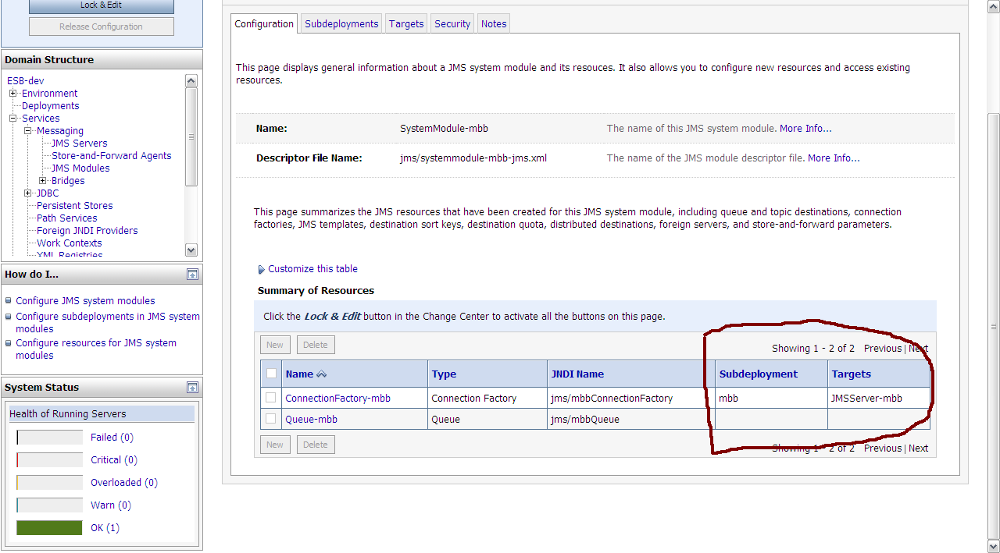 Lock & Edit
Release Configuration
Domain Structure
ESB-dev
Environment
Deployments
Services
Messaging
JMS Servers
Store-and-Forward Agents
JMS Modules
Bridges
JDBC
Persistent Stores
Path Services
Foreign JNDI Providers
Work Contexts
XML Registries
How do I...
Configure JMS system modules
Configure subdeployments in JMS system
modules
Configure resources for JMS system
modules
System Status
Health of Running Servers
Failed (0)
Critical (0)
Overloaded (0)
Warn (0)
OK (1)
Configuration Subdeployments Targets Security Notes
This page displays general information about a JMS system module and its resouces. It also allows you to configure new resources and access existing
resources.
Name: SystemModule-mbb The name of this JMS system module. More Info...
Descriptor File Name: jms/systemmodule-mbb-jms.xml The name of the JMS module descriptor file. More Info...
This page summarizes the JMS resources that have been created for this JMS system module, including queue and topic destinations, connection
factories, JMS templates, destination sort keys, destination quota, distributed destinations, foreign servers, and store-and-forward parameters.
Customize this table
Summary of Resources
Click the Lock & Edit button in the Change Center to activate all the buttons on this page.
New Delete Showing 1 - 2 of 2 Previous | Next
Name Type JNDI Name Subdeployment Targets
ConnectionFactory-mbb Connection Factory jms/mbbConnectionFactory mbb JMSServer-mbb
Queue-mbb Queue jms/mbbQueue
New Delete Showing 1 - 2 of 2 Previous | Next